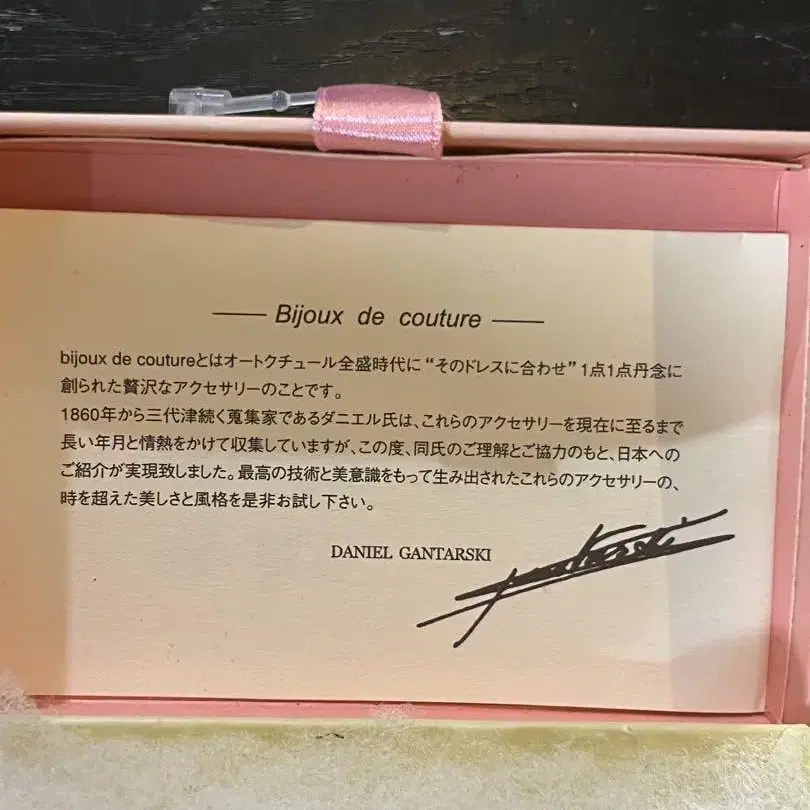 Bijoux de couture
bijoux de coutureとはオートクチュール全盛時代に“そのドレスに合わせ”1点1点丹念に
創られた贅沢なアクセサリーのことです。
1860年から三代津続く蒐集家であるダニエル氏は、これらのアクセサリーを現在に至るまで
長い年月と情熱をかけて収集していますが、この度、同氏のご理解とご協力のもと、日本への
ご紹介が実現致しました。最高の技術と美意識をもって生み出されたこれらのアクセサリーの、
時を超えた美しさと風格を是非お試し下さい。
DANIEL GANTARSKI